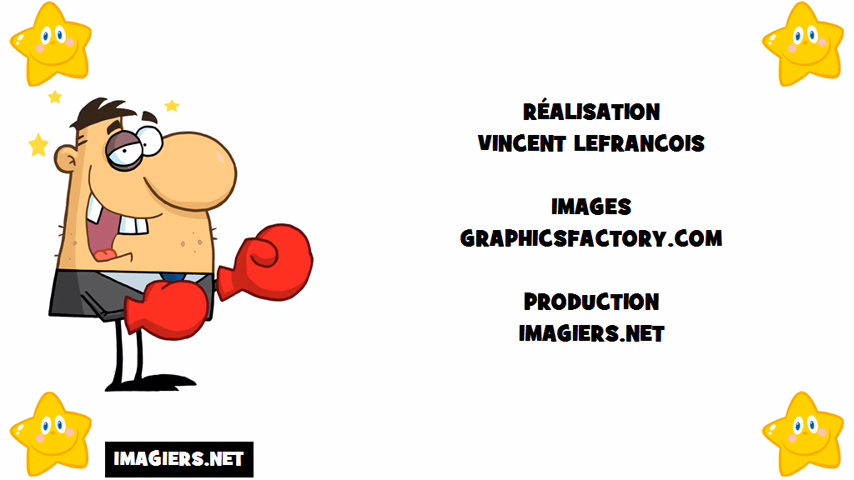 RÉALISATION
VINCENT LEFRANCOIS
IMAGES
GRAPHICSFACTORY.COM
PRODUCTION
IMAGIERS.NET
IMAGIERS.NET